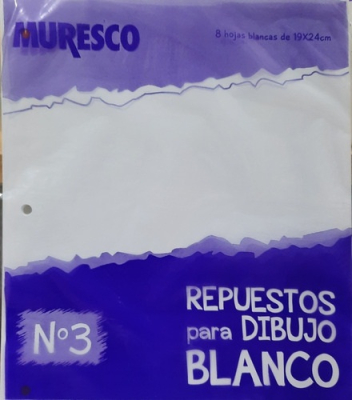 MURESCO
8 hojas blancas de 19X24cm
REPUESTOS
para DIBUJO
BLANCO
Nº3